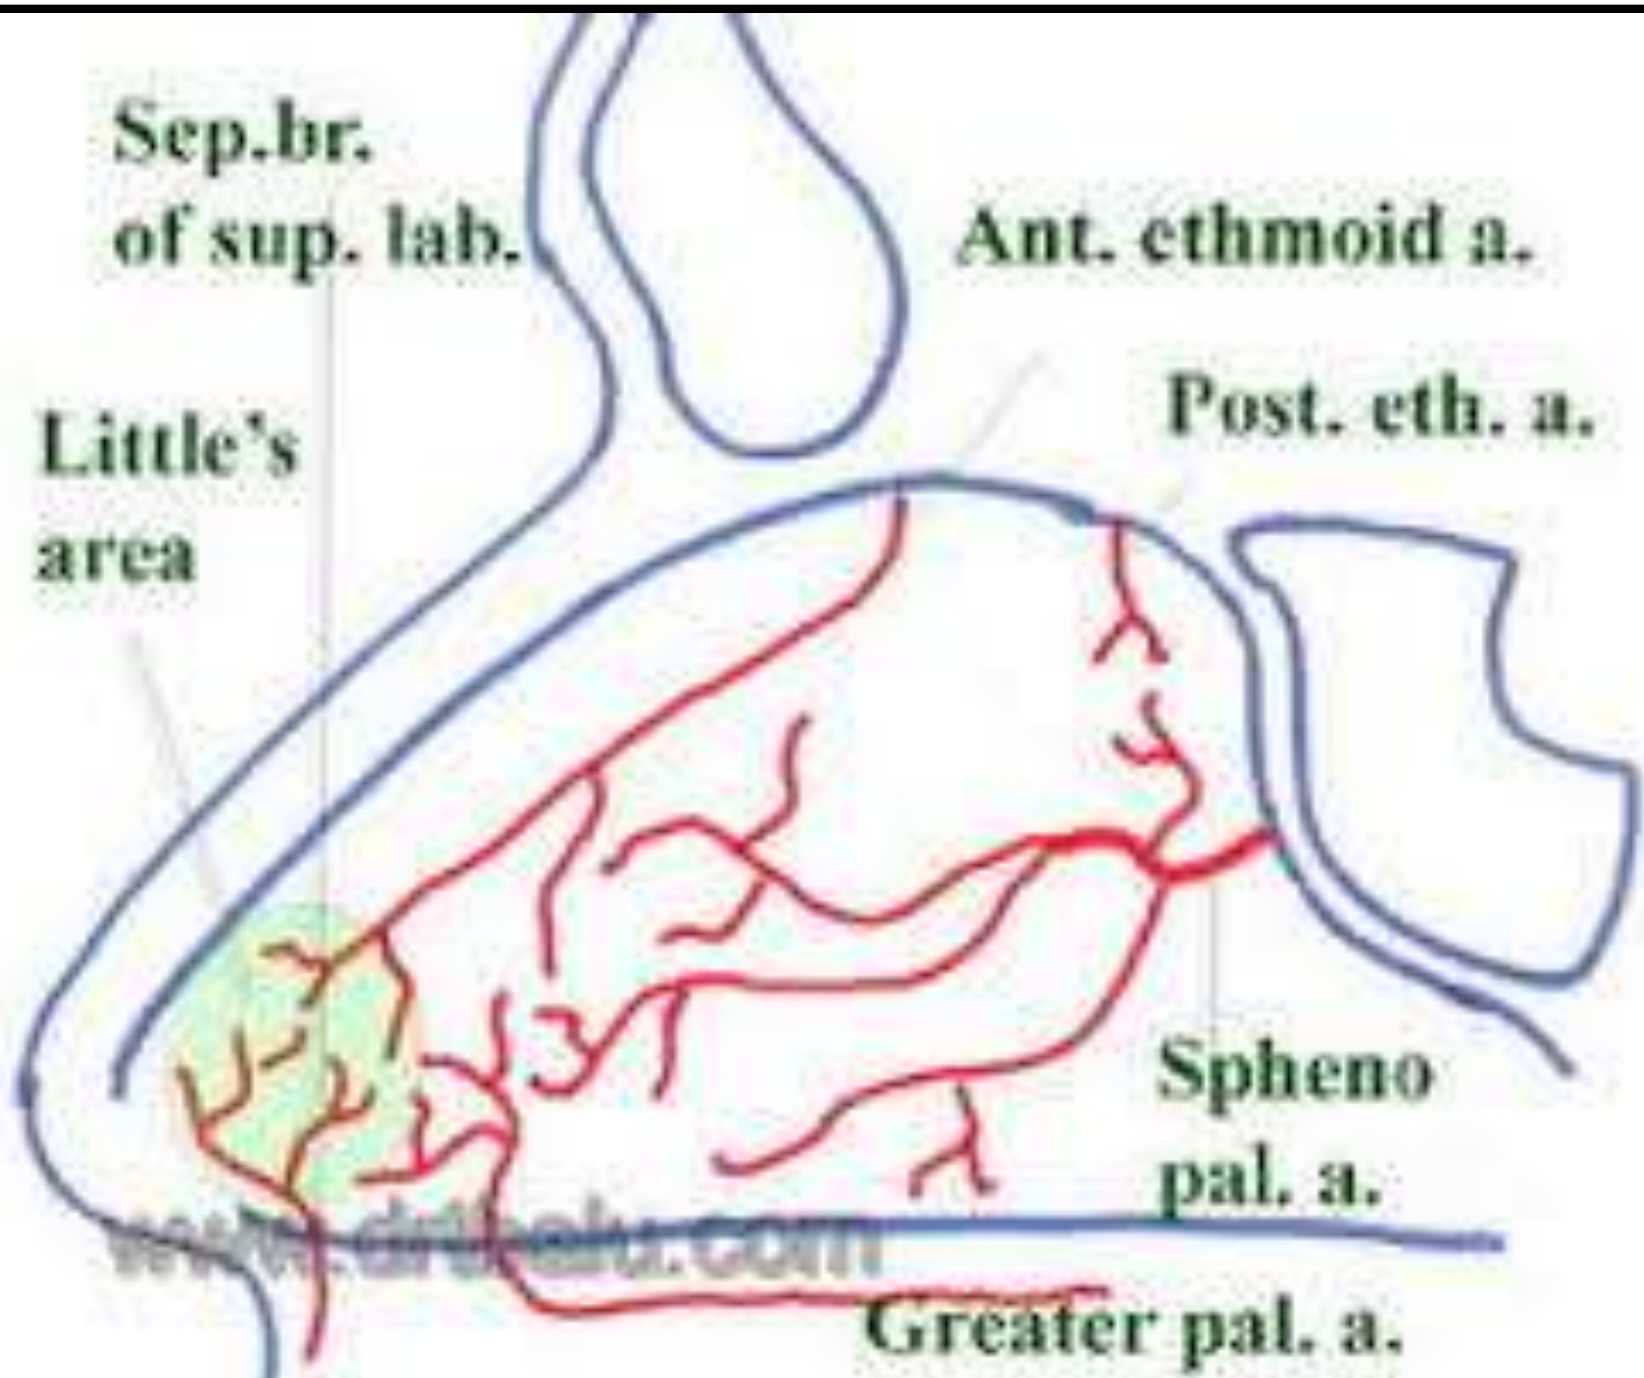 Sep.br.
of sup. lab.
Ant. ethmoid a.
Post. eth. a.
Little's
area
Spheno
pal. a.
Greater pal. a.